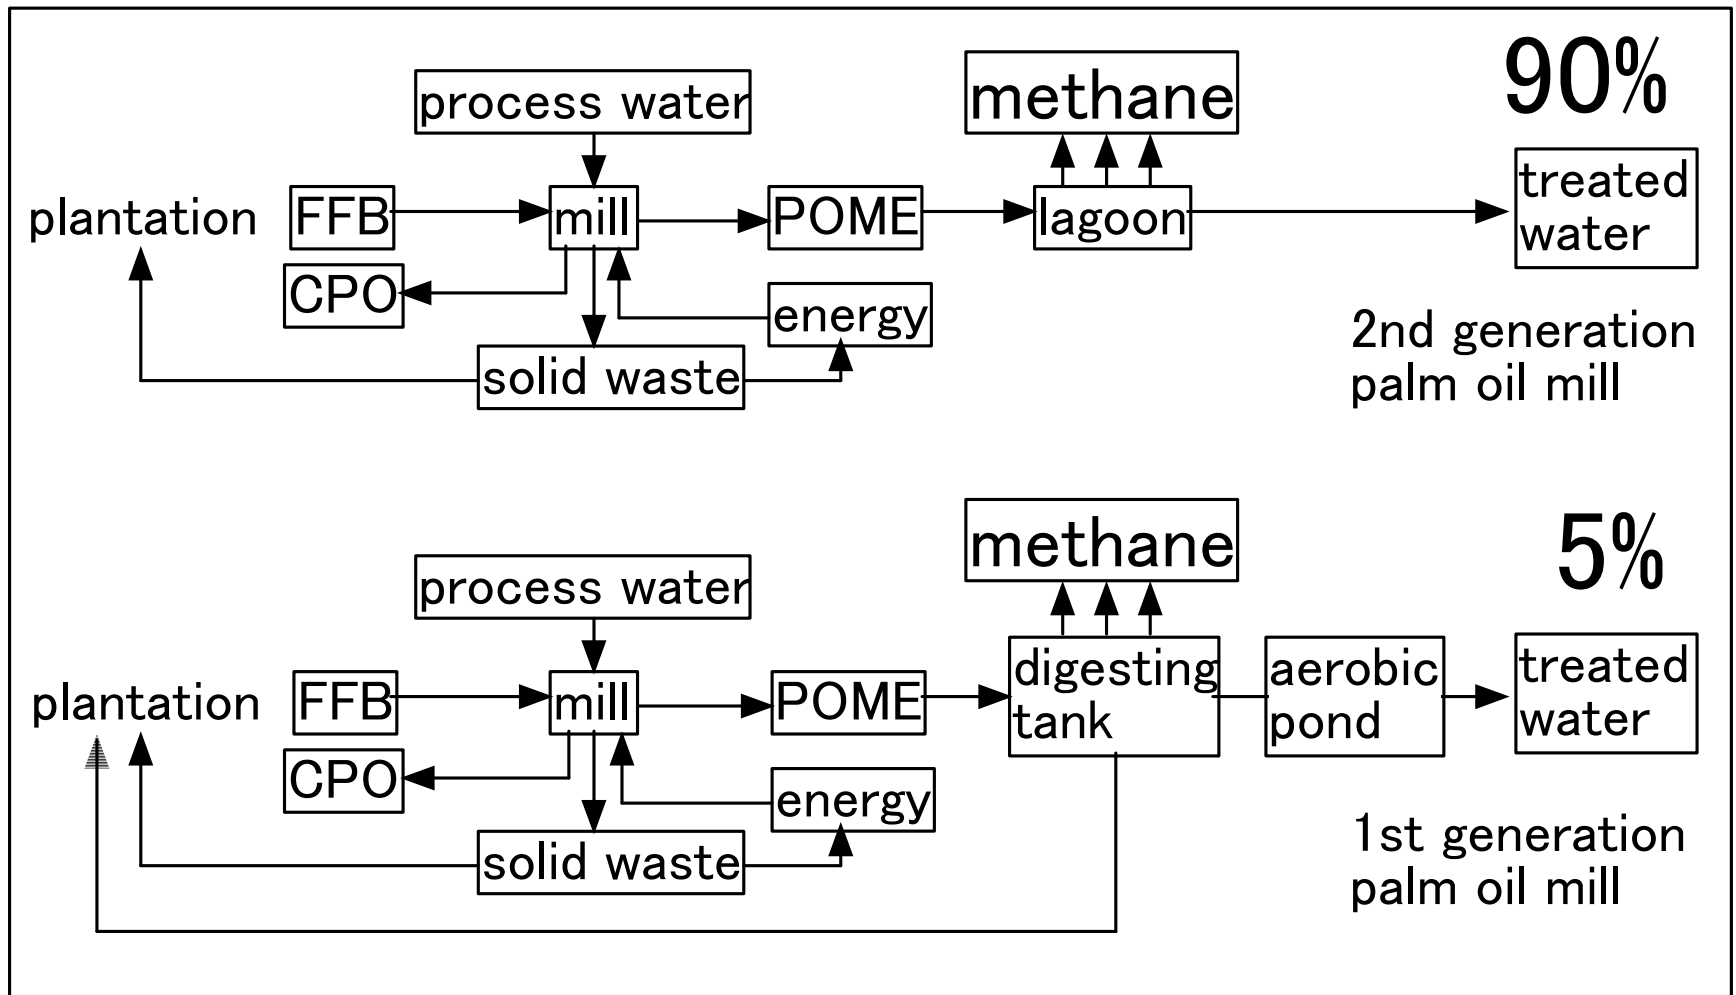 90%
process water
methane
plantation
FFB
mill
POME
lagoon
treated
water
CPO
energy
solid waste
2nd generation
palm oil mill
5%
process water
methane
plantation
FFB
mill
POME
digesting
tank
aerobic
pond
treated
water
CPO
energy
solid waste
1st generation
palm oil mill